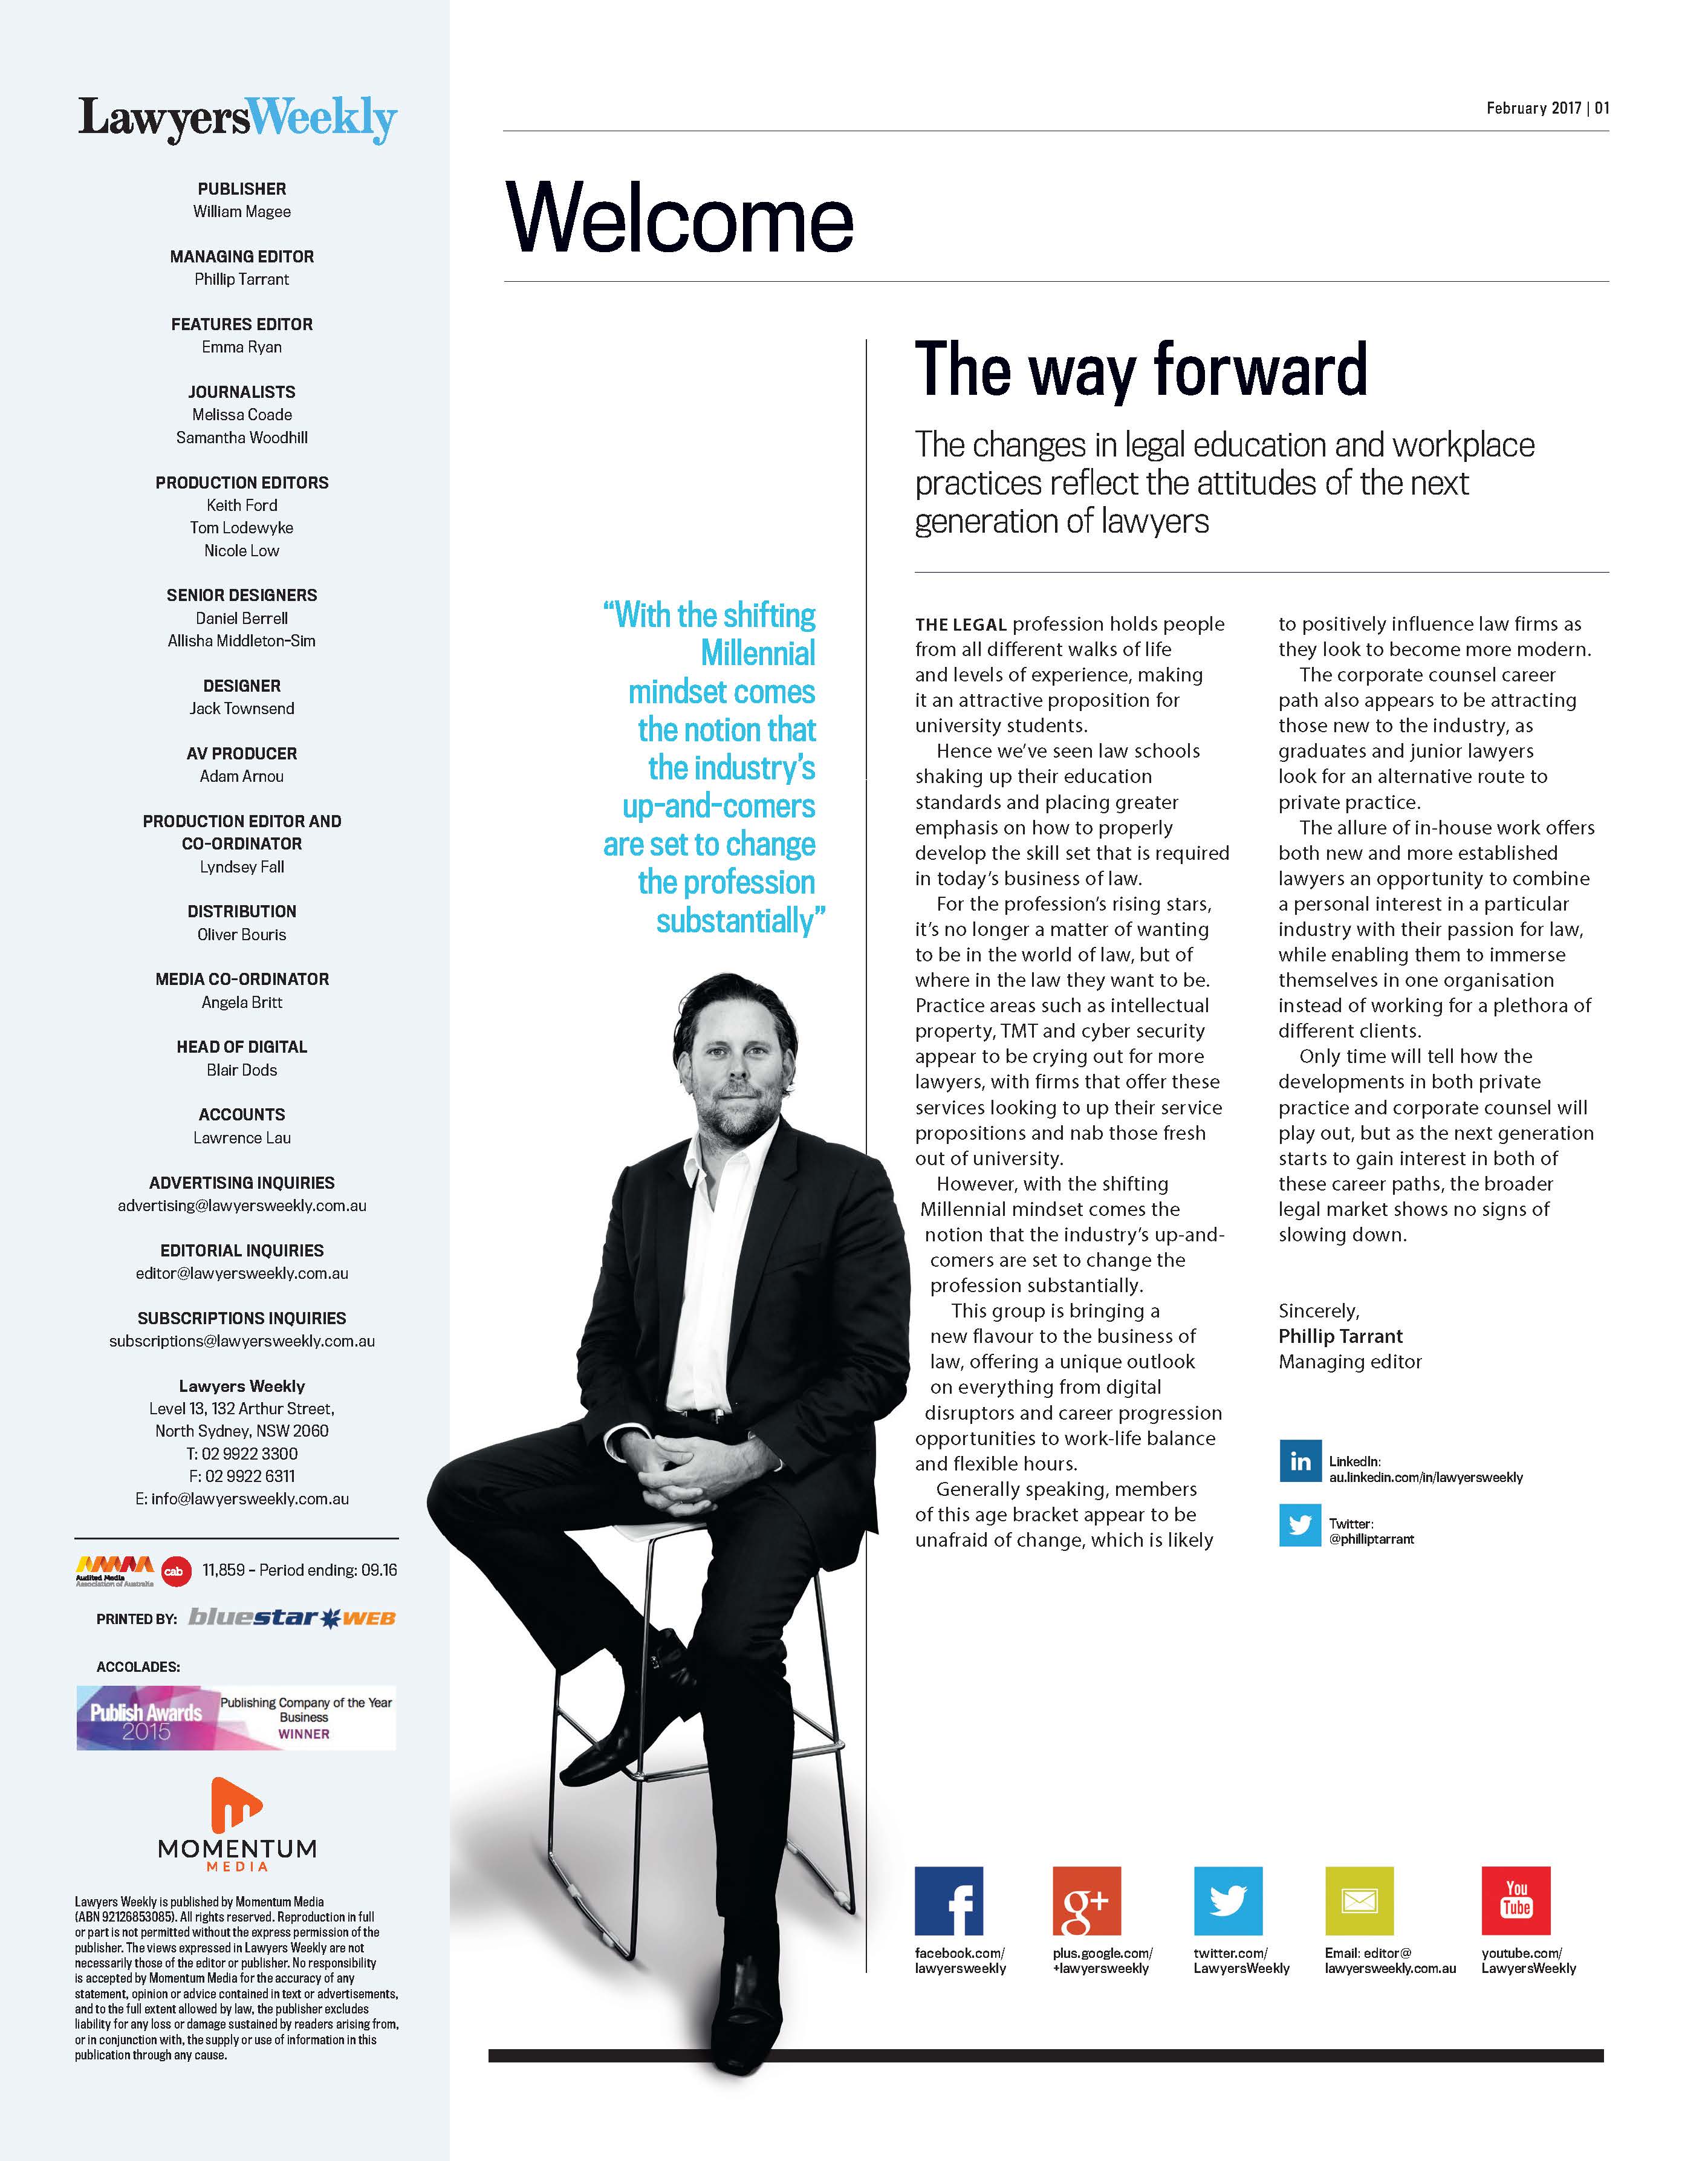 LawyersWeekly
PUBLISHER
William Magee
MANAGING EDITOR
Phillip Tarrant
FEATURES EDITOR
Emma Ryan
JOURNALISTS
Melissa Coade
Samantha Woodhill
PRODUCTION EDITORS
Keith Ford
Tom Lodewyke
Nicole Low
SENIOR DESIGNERS
Daniel Berrell
Allisha Middleton-Sim
DESIGNER
Jack Townsend
AV PRODUCER
Adam Arnou
PRODUCTION EDITOR AND
CO-ORDINATOR
Lyndsey Fall
DISTRIBUTION
Oliver Bouris
MEDIA CO-ORDINATOR
Angela Britt
HEAD OF DIGITAL
Blair Dods
ACCOUNTS
Lawrence Lau
ADVERTISING INQUIRIES
advertising@lawyersweekly.com.au
EDITORIAL INQUIRIES
editor@lawyersweekly.com.au
SUBSCRIPTIONS INQUIRIES
subscriptions@lawyersweekly.com.au
Lawyers Weekly
Level 13, 132 Arthur Street,
North Sydney, NSW 2060
T: 02 9922 3300
F: 02 9922 6311
E: info@lawyersweekly.com.au
Audited Media
Association of Australia
cab
11,859 - Period ending: 09.16
PRINTED BY: bluestar WEB
ACCOLADES:
Publish Awards
2015
Publishing Company of the Year
Business
WINNER
MOMENTUM
MEDIA
Lawyers Weekly is published by Momentum Media
(ABN 92126853085). All rights reserved. Reproduction in full
or part is not permitted without the express permission of the
publisher. The views expressed in Lawyers Weekly are not
necessarily those of the editor or publisher. No responsibility
is accepted by Momentum Media for the accuracy of any
statement, opinion or advice contained in text or advertisements,
and to the full extent allowed by law, the publisher excludes
liability for any loss or damage sustained by readers arising from,
or in conjunction with, the supply or use of information in this
publication through any cause.
February 2017 | 01
Welcome
The way forward
The changes in legal education and workplace
practices reflect the attitudes of the next
generation of lawyers
“With the shifting
Millennial
mindset comes
the notion that
the industry’s
up-and-comers
are set to change
the profession
substantially”
THE LEGAL profession holds people
from all different walks of life
and levels of experience, making
it an attractive proposition for
university students.
Hence we’ve seen law schools
shaking up their education
standards and placing greater
emphasis on how to properly
develop the skill set that is required
in today’s business of law.
For the profession’s rising stars,
it’s no longer a matter of wanting
to be in the world of law, but of
where in the law they want to be.
Practice areas such as intellectual
property, TMT and cyber security
appear to be crying out for more
lawyers, with firms that offer these
services looking to up their service
propositions and nab those fresh
out of university.
However, with the shifting
Millennial mindset comes the
notion that the industry’s up-and-
comers are set to change the
profession substantially.
This group is bringing a
new flavour to the business of
law, offering a unique outlook
on everything from digital
disruptors and career progression
opportunities to work-life balance
and flexible hours.
Generally speaking, members
of this age bracket appear to be
unafraid of change, which is likely
to positively influence law firms as
they look to become more modern.
The corporate counsel career
path also appears to be attracting
those new to the industry, as
graduates and junior lawyers
look for an alternative route to
private practice.
The allure of in-house work offers
both new and more established
lawyers an opportunity to combine
a personal interest in a particular
industry with their passion for law,
while enabling them to immerse
themselves in one organisation
instead of working for a plethora of
different clients.
Only time will tell how the
developments in both private
practice and corporate counsel will
play out, but as the next generation
starts to gain interest in both of
these career paths, the broader
legal market shows no signs of
slowing down.
Sincerely,
Phillip Tarrant
Managing editor
in
LinkedIn:
au.linkedin.com/in/lawyersweekly
Twitter:
@philliptarrant
f
facebook.com/
lawyersweekly
g+
plus.google.com/
+lawyersweekly
twitter.com/
LawyersWeekly
Email: editor@
lawyersweekly.com.au
You
Tube
youtube.com/
LawyersWeekly